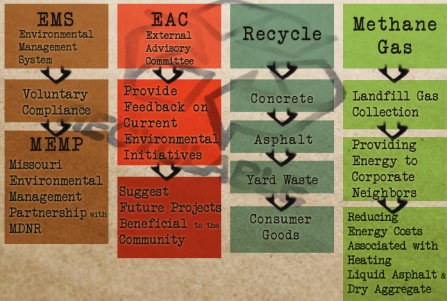 EMS
Environmental
Management
System
Voluntary
Compliance
MEMP
Missouri
Environmental
Management
Partnership with
MDNR
EAC
External
Advisory
Committee
Provide
Feedback on
Current
Environmental
Initiatives
Suggest
Future Projects
Beneficial to the
Community
Recycle
Concrete
Asphalt
Yard Waste
Consumer
Goods
Methane
Gas
Landfill Gas
Collection
Providing
Energy to
Corporate
Neighbors
Reducing
Energy Costs
Associated with
Heating
Liquid Asphalt &
Dry Aggregate